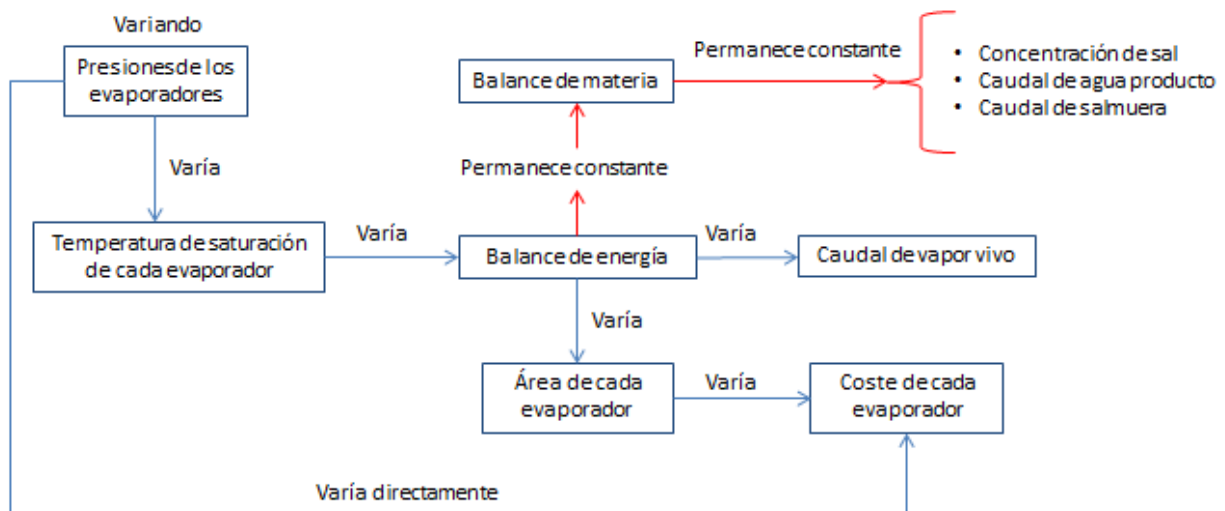 Variando
Presiones de los
evaporadores
Varía
Temperatura de saturación
de cada evaporador
Varía
Balance de materia
Permanece constante
• Concentración de sal
• Caudal de agua producto
• Caudal de salmuera
Permanece constante
Balance de energía
Varía
Caudal de vapor vivo
Varía
Área de cada
evaporador
Varía
Coste de cada
evaporador
Varía directamente